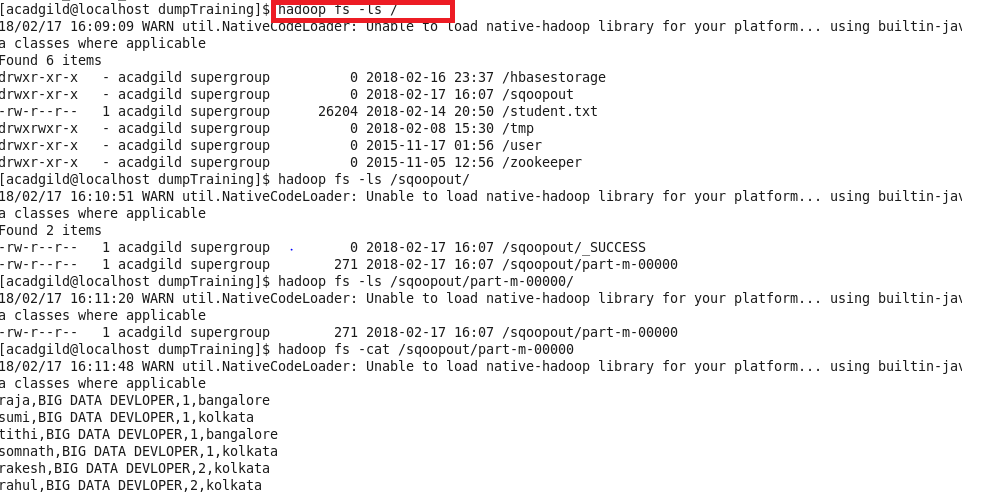 [acadgild@localhost dumpTraining]$ hadoop fs -ls /
18/02/17 16:09:09 WARN util.NativeCodeLoader: Unable to load native-hadoop library for your platform... using builtin-jav
a classes where applicable
Found 6 items
drwxr-xr-x   - acadgild supergroup          0 2018-02-16 23:37 /hbasestorage
drwxr-xr-x   - acadgild supergroup          0 2018-02-17 16:07 /sqoopout
-rw-r--r--   1 acadgild supergroup      26204 2018-02-14 20:50 /student.txt
drwxrwxr-x   - acadgild supergroup          0 2018-02-08 15:30 /tmp
drwxr-xr-x   - acadgild supergroup          0 2015-11-17 01:56 /user
drwxr-xr-x   - acadgild supergroup          0 2015-11-05 12:56 /zookeeper
[acadgild@localhost dumpTraining]$ hadoop fs -ls /sqoopout/
18/02/17 16:10:51 WARN util.NativeCodeLoader: Unable to load native-hadoop library for your platform... using builtin-jav
a classes where applicable
Found 2 items
-rw-r--r--   1 acadgild supergroup          0 2018-02-17 16:07 /sqoopout/_SUCCESS
-rw-r--r--   1 acadgild supergroup        271 2018-02-17 16:07 /sqoopout/part-m-00000
[acadgild@localhost dumpTraining]$ hadoop fs -ls /sqoopout/part-m-00000/
18/02/17 16:11:20 WARN util.NativeCodeLoader: Unable to load native-hadoop library for your platform... using builtin-jav
a classes where applicable
-rw-r--r--   1 acadgild supergroup        271 2018-02-17 16:07 /sqoopout/part-m-00000
[acadgild@localhost dumpTraining]$ hadoop fs -cat /sqoopout/part-m-00000
18/02/17 16:11:48 WARN util.NativeCodeLoader: Unable to load native-hadoop library for your platform... using builtin-jav
a classes where applicable
raja,BIG DATA DEVLOPER,1,bangalore
sumi,BIG DATA DEVLOPER,1,kolkata
tithi,BIG DATA DEVLOPER,1,bangalore
somnath,BIG DATA DEVLOPER,1,kolkata
rakesh,BIG DATA DEVLOPER,2,kolkata
rahul,BIG DATA DEVLOPER,2,kolkata